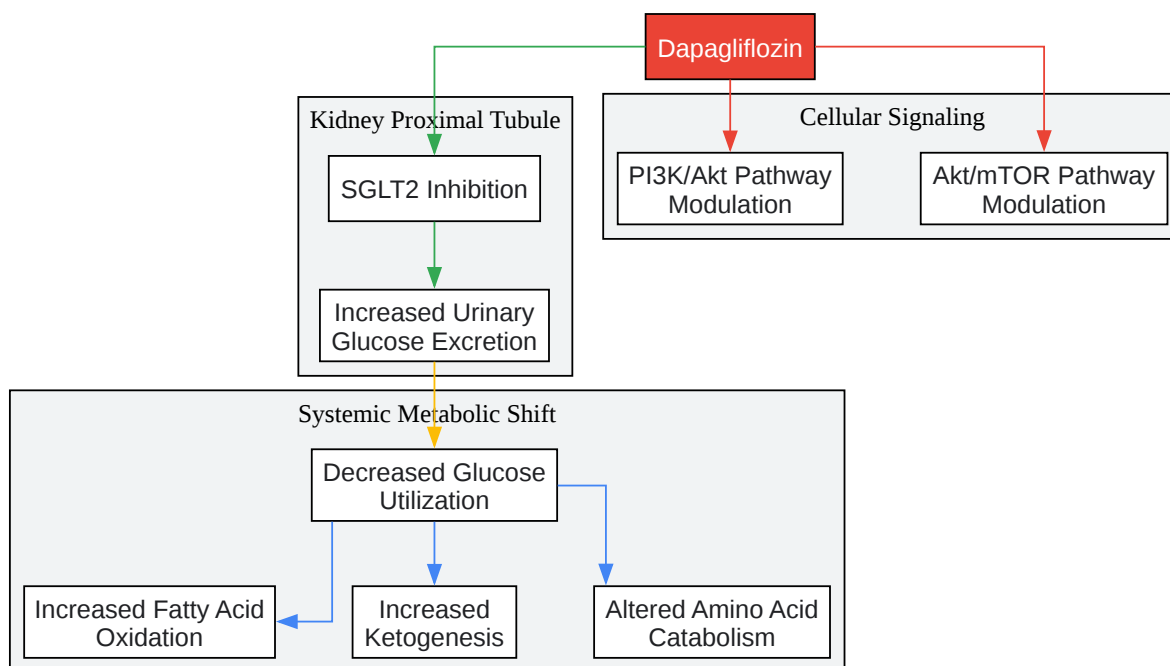 Dapagliflozin
Kidney Proximal Tubule
SGLT2 Inhibition
Increased Urinary
Glucose Excretion
Cellular Signaling
PI3K/Akt Pathway
Modulation
Akt/mTOR Pathway
Modulation
Systemic Metabolic Shift
Decreased Glucose
Utilization
Increased Fatty Acid
Oxidation
Increased
Ketogenesis
Altered Amino Acid
Catabolism